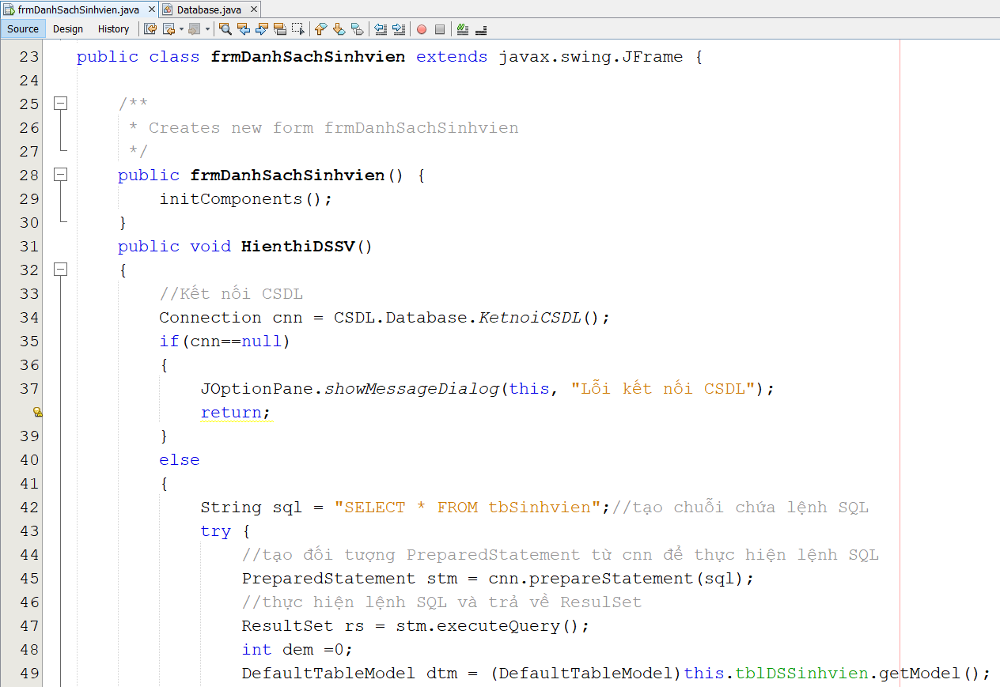 frmDanhSachSinhvien.java × Database.java ×
Source Design History
23 public class frmDanhSachSinhvien extends javax.swing.JFrame {
24
25 /**
26 * Creates new form frmDanhSachSinhvien
27 */
28 public frmDanhSachSinhvien() {
29 initComponents();
30 }
31 public void HienthiDSSV()
32 {
33 //Kết nối CSDL
34 Connection cnn = CSDL.Database.KetnoiCSDL();
35 if(cnn==null)
36 {
37 JOptionPane.showMessageDialog(this, "Lỗi kết nối CSDL");
return;
39 }
40 else
41 {
42 String sql = "SELECT * FROM tbSinhvien";//tạo chuỗi chứa lệnh SQL
43 try {
44 //tạo đối tượng PreparedStatement từ cnn để thực hiện lệnh SQL
45 PreparedStatement stm = cnn.prepareStatement(sql);
46 //thực hiện lệnh SQL và trả về ResulSet
47 ResultSet rs = stm.executeQuery();
48 int dem =0;
49 DefaultTableModel dtm = (DefaultTableModel)this.tblDSSinhvien.getModel();